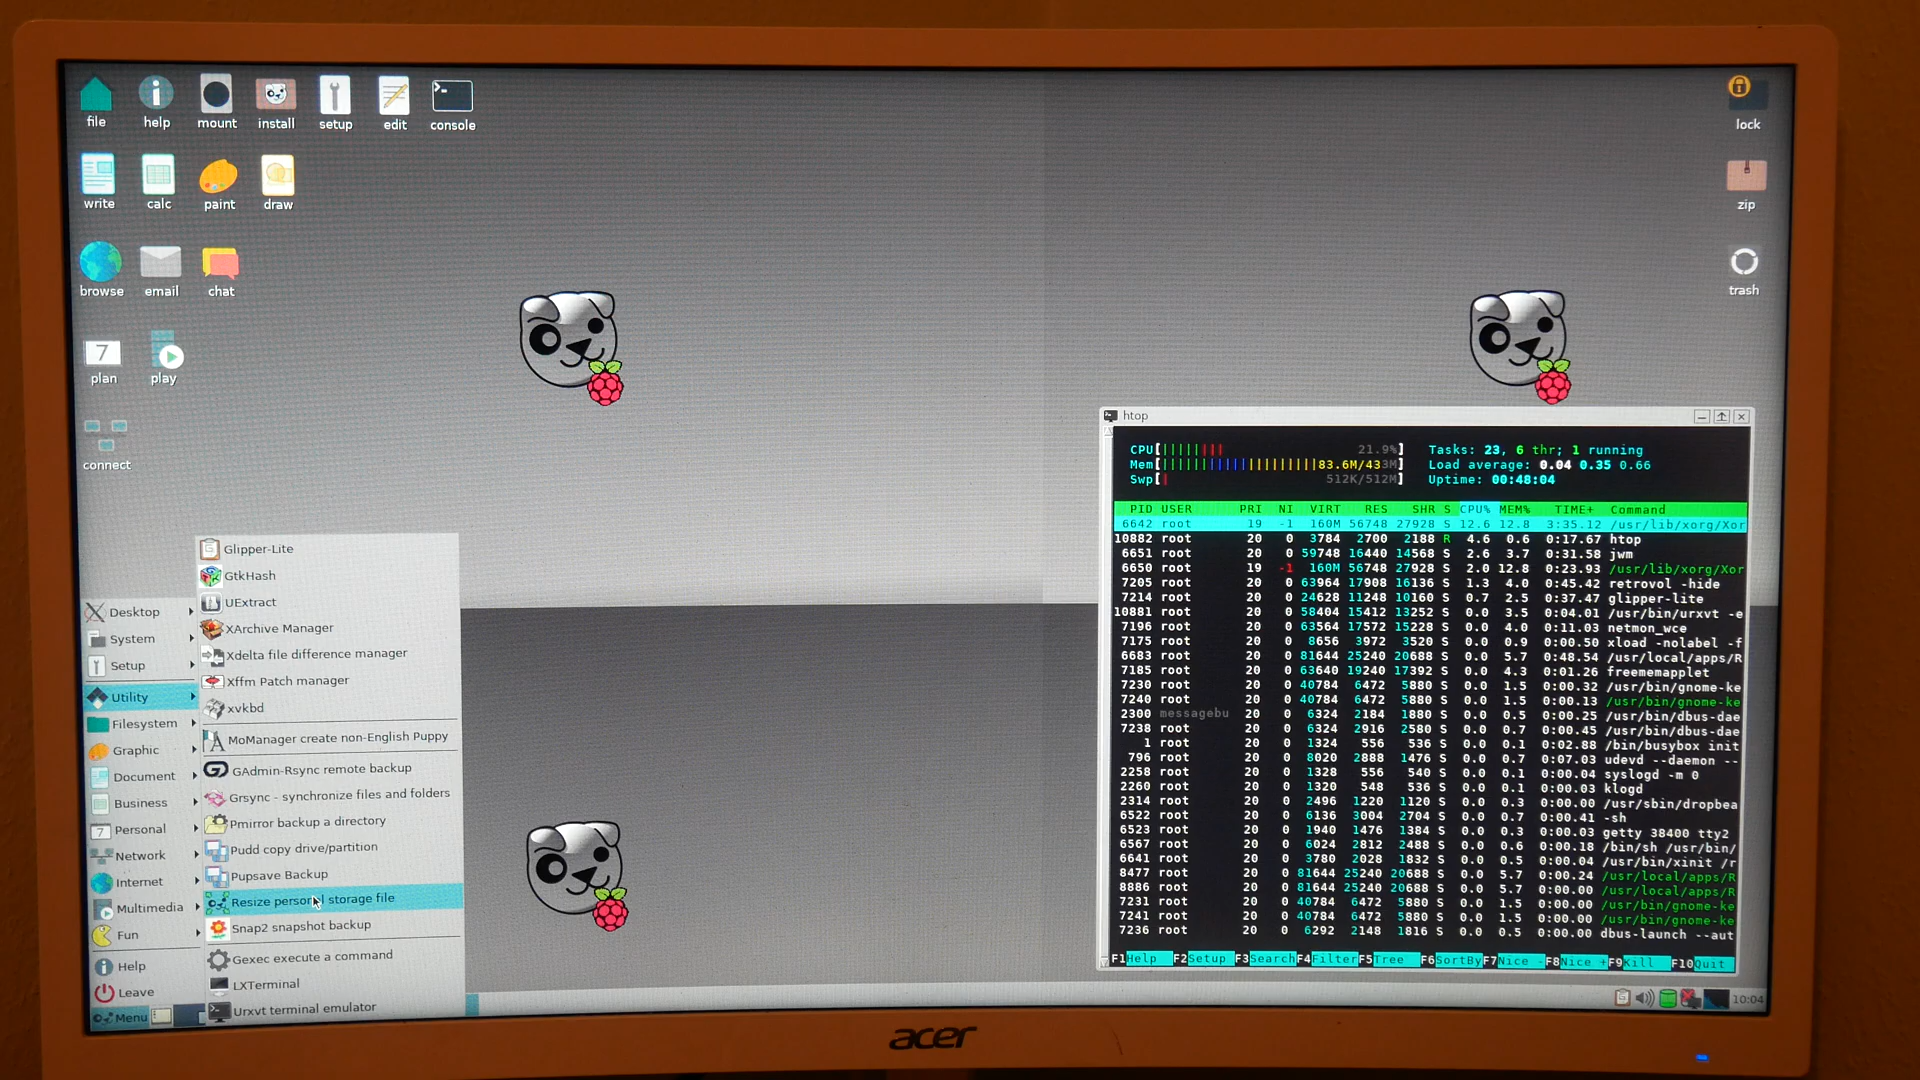 file help mount install setup edit console
write calc paint draw
browse email chat
7
plan play
connect
lock
zip
trash
Glipper-Lite
GtkHash
UExtract
XArchive Manager
Xdelta file difference manager
Xffm Patch manager
xvkbd
MoManager create non-English Puppy
GAdmin-Rsync remote backup
Grsync - synchronize files and folders
Pmirror backup a directory
Pudd copy drive/partition
Pupsave Backup
Resize personal storage file
Snap2 snapshot backup
Gexec execute a command
LXTerminal
Urxvt terminal emulator
Desktop
System
Setup
Utility
Filesystem
Graphic
Document
Business
Personal
Network
Internet
Multimedia
Fun
Help
Leave
Menu
htop
CPU[|||||||| 21.9%] Tasks: 23, 6 thr; 1 running
Mem[||||||||||||||||||||83.6M/433M] Load average: 0.04 0.35 0.66
Swp[| 512K/512M] Uptime: 00:48:04
PID USER PRI NI VIRT RES SHR S CPU% MEM% TIME+ Command
6642 root 19 -1 160M 56748 27928 S 12.6 12.8 3:35.12 /usr/lib/xorg/Xor
10882 root 20 0 3784 2700 2188 R 4.6 0.6 0:17.67 htop
6651 root 20 0 59748 16440 14568 S 2.6 3.7 0:31.58 jwm
6650 root 19 -1 160M 56748 27928 S 2.0 12.8 0:23.93 /usr/lib/xorg/Xor
7205 root 20 0 63964 17908 16136 S 1.3 4.0 0:45.42 retrovol -hide
7214 root 20 0 24628 11248 10160 S 0.7 2.5 0:37.47 glipper-lite
10881 root 20 0 58404 15412 13252 S 0.0 3.5 0:04.01 /usr/bin/urxvt -e
7196 root 20 0 63564 17572 15228 S 0.0 4.0 0:11.03 netmon_wce
7175 root 20 0 8656 3972 3520 S 0.0 0.9 0:00.50 xload -nolabel -f
6683 root 20 0 81644 25240 20688 S 0.0 5.7 0:48.54 /usr/local/apps/R
7185 root 20 0 63640 19240 17392 S 0.0 4.3 0:01.26 freememapplet
7230 root 20 0 40784 6472 5880 S 0.0 1.5 0:00.32 /usr/bin/gnome-ke
7240 root 20 0 40784 6472 5880 S 0.0 1.5 0:00.13 /usr/bin/gnome-ke
2300 messagebu 20 0 6324 2184 1880 S 0.0 0.5 0:00.25 /usr/bin/dbus-dae
7238 root 20 0 6324 2916 2580 S 0.0 0.7 0:00.45 /usr/bin/dbus-dae
1 root 20 0 1324 556 536 S 0.0 0.1 0:02.88 /bin/busybox init
796 root 20 0 8020 2888 1476 S 0.0 0.7 0:07.03 udevd --daemon --
2258 root 20 0 1328 556 540 S 0.0 0.1 0:00.04 syslogd -m 0
2260 root 20 0 1320 548 536 S 0.0 0.1 0:00.03 klogd
2314 root 20 0 2496 1220 1120 S 0.0 0.3 0:00.00 /usr/sbin/dropbea
6522 root 20 0 6136 3004 2704 S 0.0 0.7 0:00.41 -sh
6523 root 20 0 1940 1476 1384 S 0.0 0.3 0:00.03 getty 38400 tty2
6567 root 20 0 6024 2812 2488 S 0.0 0.6 0:00.18 /bin/sh /usr/bin/
6641 root 20 0 3780 2028 1832 S 0.0 0.5 0:00.04 /usr/bin/xinit /r
8477 root 20 0 81644 25240 20688 S 0.0 5.7 0:00.24 /usr/local/apps/R
8886 root 20 0 81644 25240 20688 S 0.0 5.7 0:00.00 /usr/local/apps/R
7231 root 20 0 40784 6472 5880 S 0.0 1.5 0:00.00 /usr/bin/gnome-ke
7241 root 20 0 40784 6472 5880 S 0.0 1.5 0:00.00 /usr/bin/gnome-ke
7236 root 20 0 6292 2148 1816 S 0.0 0.5 0:00.00 dbus-launch --aut
F1Help F2Setup F3Search F4Filter F5Tree F6SortBy F7Nice - F8Nice + F9Kill F10Quit
10:04
acer